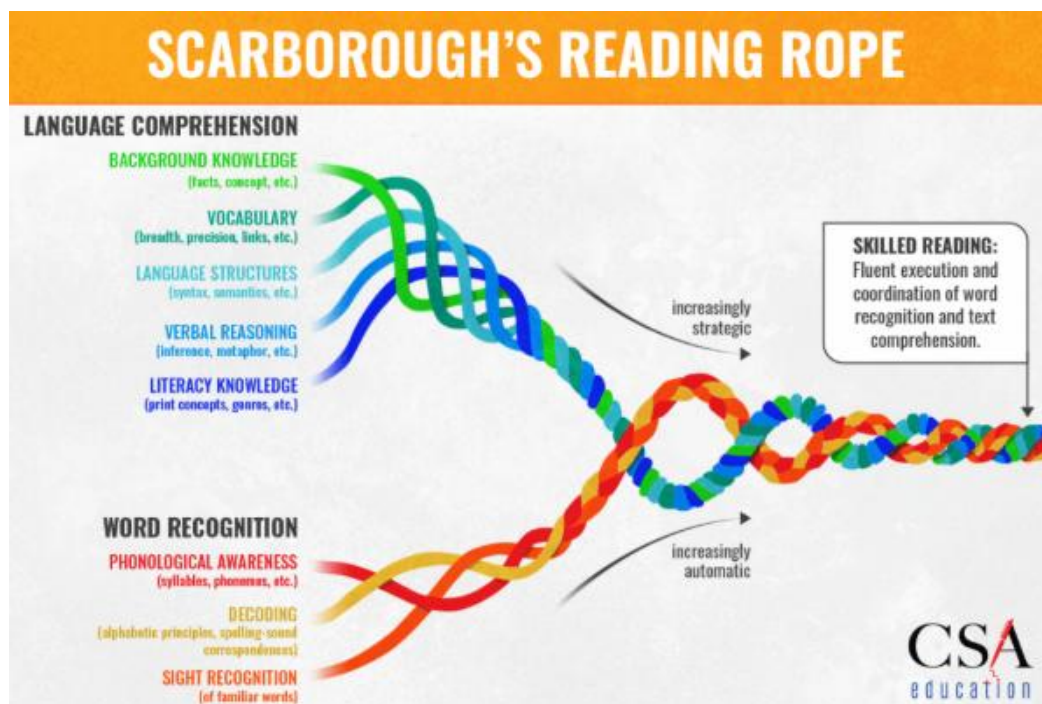 SCARBOROUGH'S READING ROPE
LANGUAGE COMPREHENSION
BACKGROUND KNOWLEDGE
(facts, concept, etc.)
VOCABULARY
(breadth, precision, links, etc.)
LANGUAGE STRUCTURES
(syntax, semantics, etc.)
VERBAL REASONING
(inference, metaphor, etc.)
LITERACY KNOWLEDGE
(print concepts, genres, etc.)
WORD RECOGNITION
PHONOLOGICAL AWARENESS
(syllables, phonemes, etc.)
DECODING
(alphabetic principles, spelling-sound
correspondences)
SIGHT RECOGNITION
(of familiar words)
increasingly
strategic
increasingly
automatic
SKILLED READING:
Fluent execution and
coordination of word
recognition and text
comprehension.
CSA
education